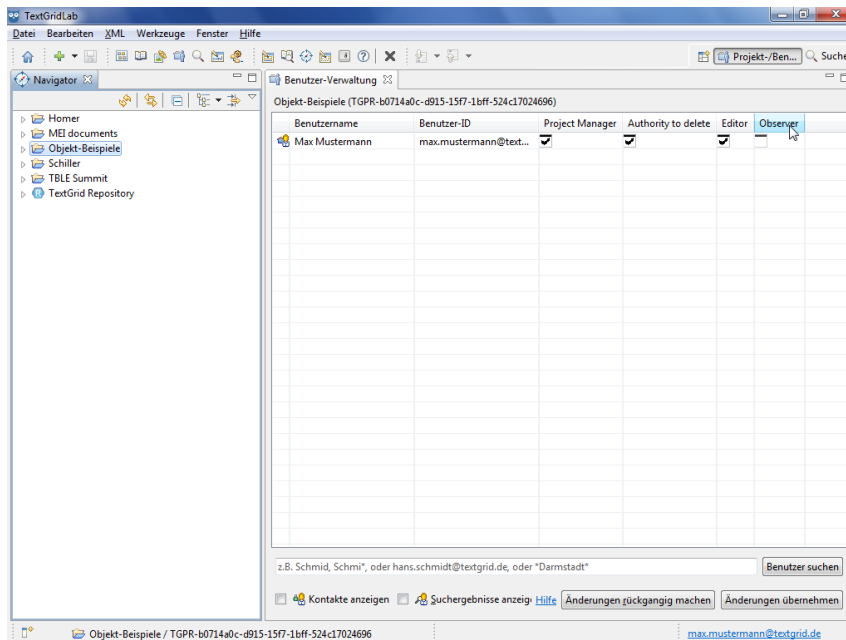 TextGridLab
Datei Bearbeiten XML Werkzeuge Fenster Hilfe
Projekt-/Ben... Suche
Navigator
Benutzer-Verwaltung
Objekt-Beispiele (TGPR-b0714a0c-d915-15f7-1bff-524c17024696)
Benutzername Benutzer-ID Project Manager Authority to delete Editor Observer
Max Mustermann max.mustermann@text...
Homer
MEI documents
Objekt-Beispiele
Schiller
TBLE Summit
TextGrid Repository
z.B. Schmid, Schmi*, oder hans.schmidt@textgrid.de, oder "Darmstadt" Benutzer suchen
Kontakte anzeigen Suchergebnisse anzeig Hilfe Änderungen rückgangig machen Änderungen übernehmen
Objekt-Beispiele / TGPR-b0714a0c-d915-15f7-1bff-524c17024696 max.mustermann@textgrid.de